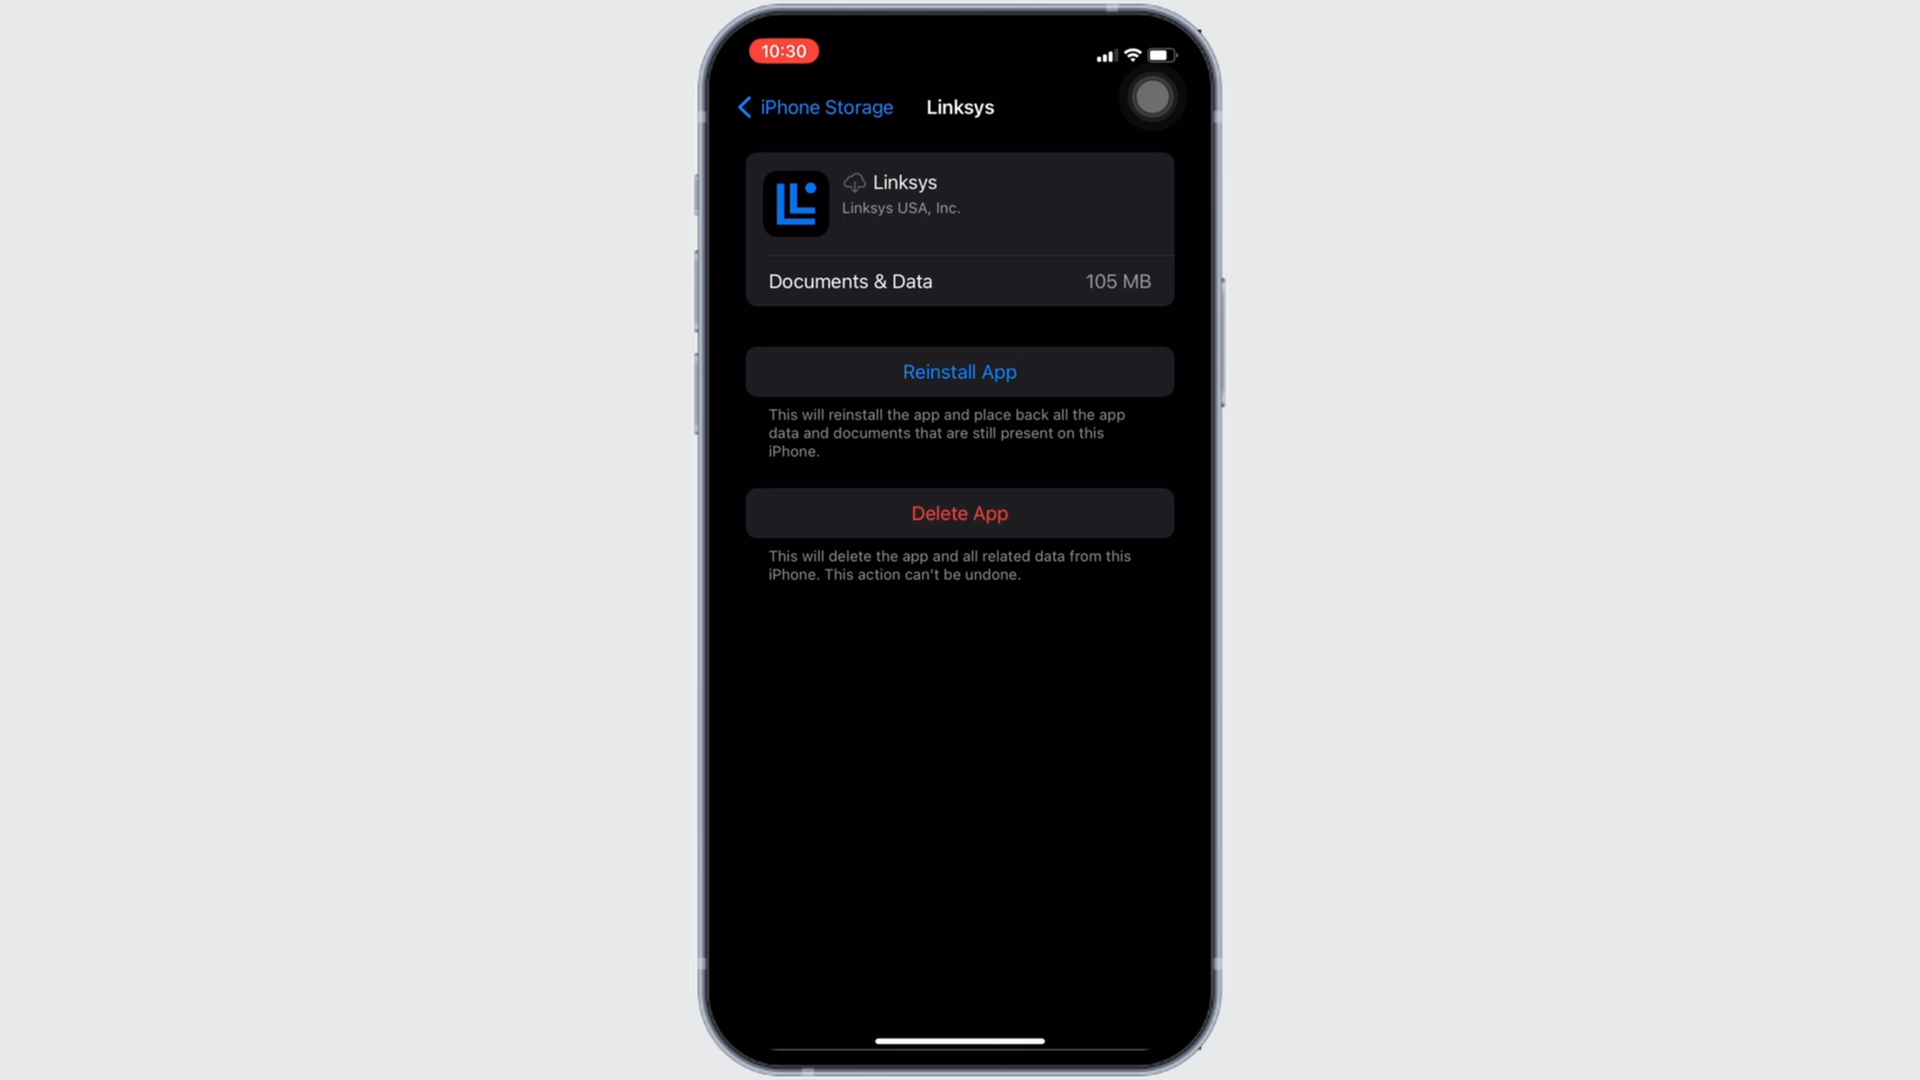 10:30
iPhone Storage
Linksys
Linksys
Linksys USA, Inc.
Documents & Data
105 MB
Reinstall App
This will reinstall the app and place back all the app
data and documents that are still present on this
iPhone.
Delete App
This will delete the app and all related data from this
iPhone. This action can't be undone.